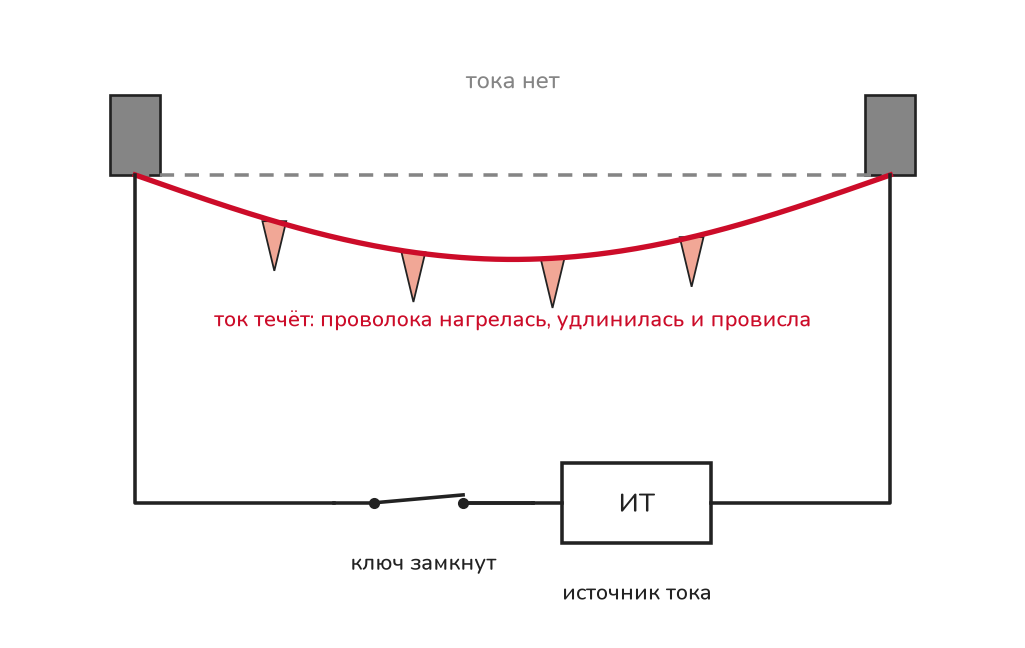 тока нет
ток течёт: проволока нагрелась, удлинилась и провисла
ИТ
ключ замкнут
источник тока